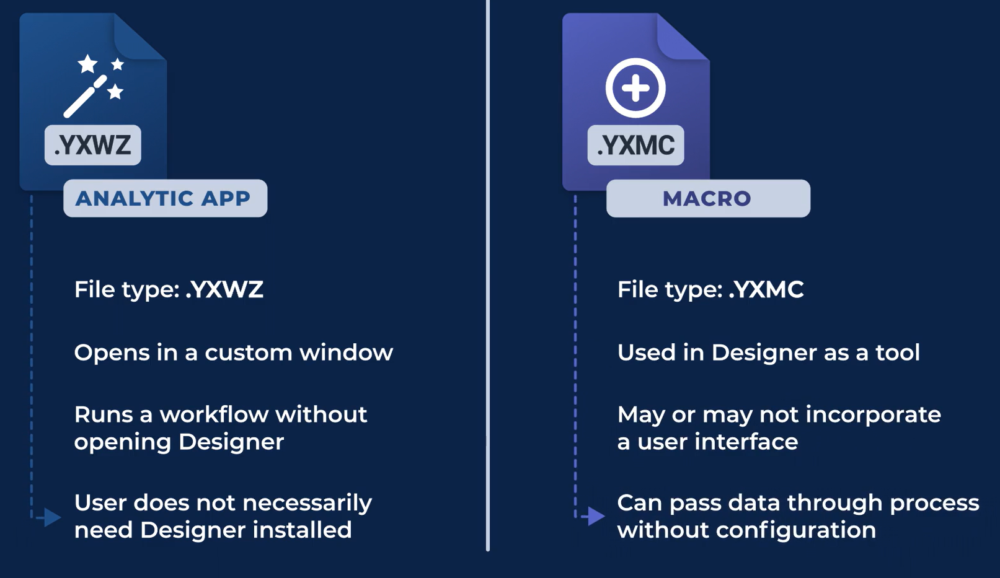 .YXWZ
ANALYTIC APP
File type: .YXWZ
Opens in a custom window
Runs a workflow without
opening Designer
User does not necessarily
need Designer installed
.YXMC
MACRO
File type: .YXMC
Used in Designer as a tool
May or may not incorporate
a user interface
Can pass data through process
without configuration